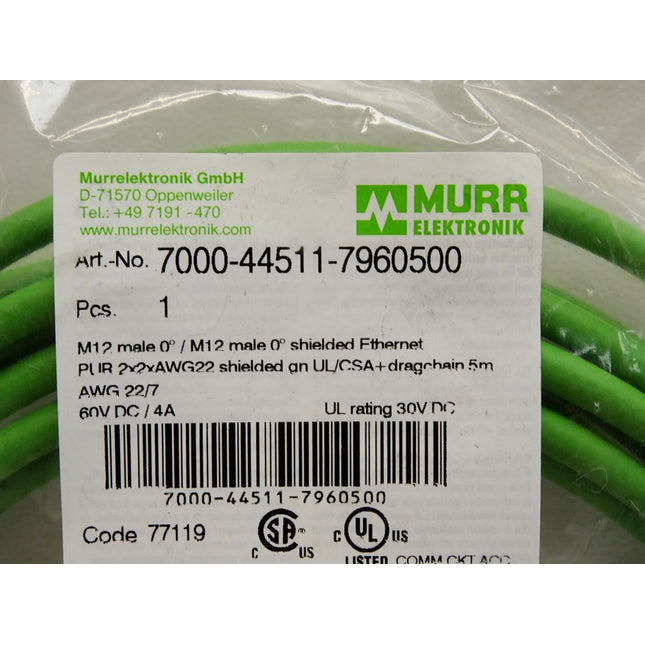 Murrelektronik GmbH
D-71570 Oppenweiler
Tel.: +49 7191 -470
www.murrelektronik.com
MURR
ELEKTRONIK
Art.-No. 7000-44511-7960500
Pcs. 1
M12 male 0° / M12 male 0° shielded Ethernet
PUR 2x2xAWG22 shielded gn UL/CSA+dragchain 5m
AWG 22/7
60V DC / 4A UL rating 30V DC
7000-44511-7960500
Code 77119
C SA US
C UL US
LISTED COMM.CKT.ACC